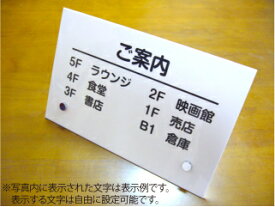 ご案内
5F ラウンジ
4F 食堂
3F 書店
2F 映画館
1F 売店
B1 倉庫
※写真内に表示された文字は表示例です。
表示する文字は自由に設定可能です。